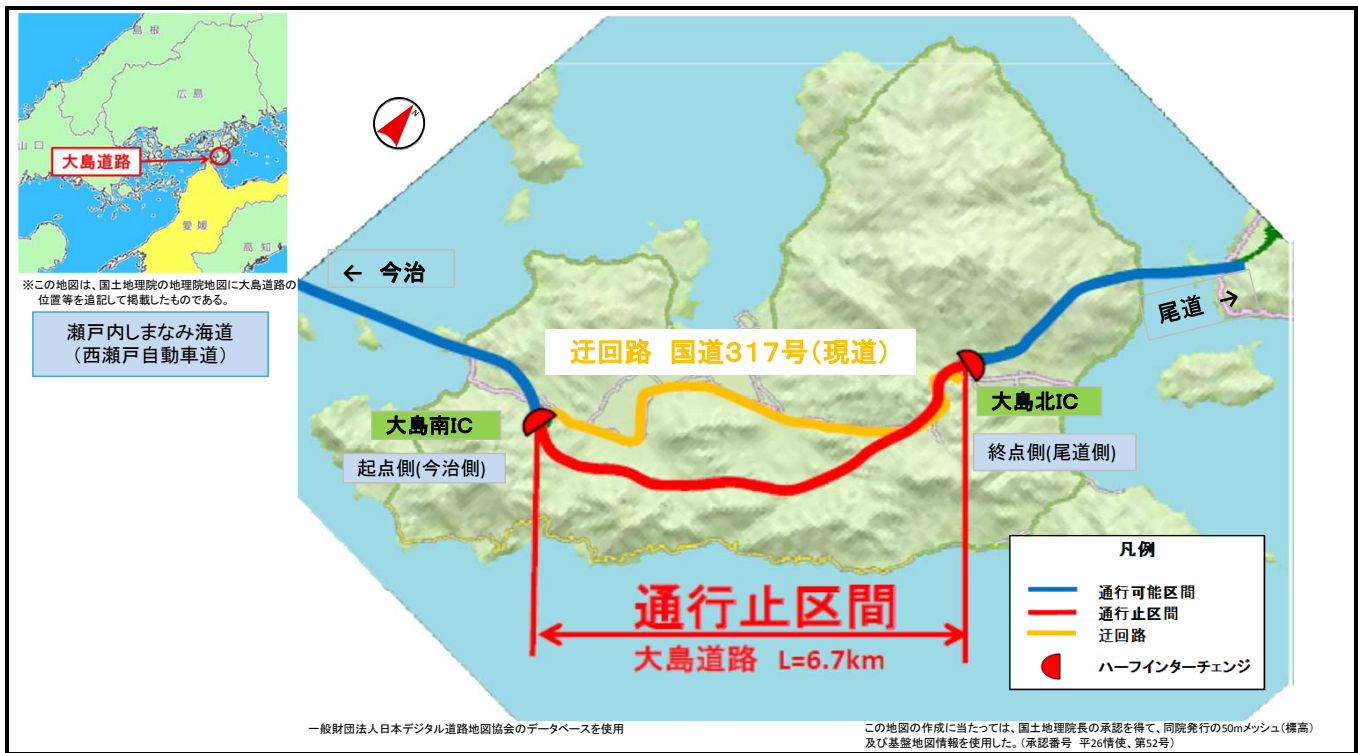 島根
広島
山口
大島道路
愛媛
高知
※この地図は、国土地理院の地理院地図に大島道路の
位置等を追記して掲載したものである。
瀬戸内しまなみ海道
（西瀬戸自動車道）
N
← 今治
尾道 →
迂回路 国道317号（現道）
大島南IC
起点側(今治側)
大島北IC
終点側(尾道側)
通行止区間
大島道路 L=6.7km
凡例
通行可能区間
通行止区間
迂回路
ハーフインターチェンジ
一般財団法人日本デジタル道路地図協会のデータベースを使用
この地図の作成に当たっては、国土地理院長の承認を得て、同院発行の50mメッシュ（標高）
及び基盤地図情報を使用した。（承認番号 平26情使、第52号）